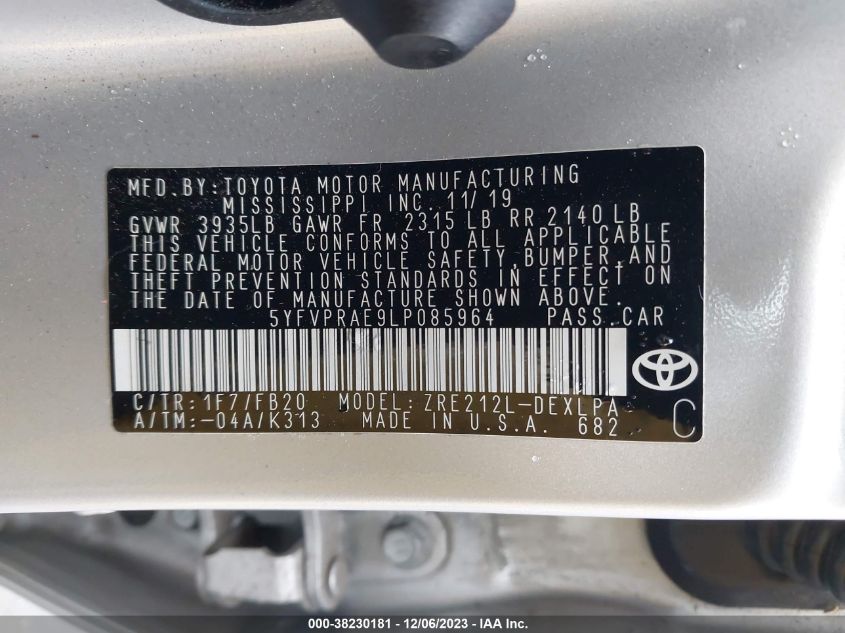 MFD. BY: TOYOTA MOTOR MANUFACTURING
MISSISSIPPI INC. 11/19
GVWR 3935LB GAWR FR 2315 LB RR 2140 LB
THIS VEHICLE CONFORMS TO ALL APPLICABLE
FEDERAL MOTOR VEHICLE SAFETY, BUMPER, AND
THEFT PREVENTION STANDARDS IN EFFECT ON
THE DATE OF MANUFACTURE SHOWN ABOVE.
5YFVPRAE9LP085964 PASS. CAR
C/TR: 1F7/FB20 MODEL: ZRE212L-DEXLPA
A/TM: -04A/K313 MADE IN U.S.A. 682
C
000-38230181 - 12/06/2023 - IAA Inc.